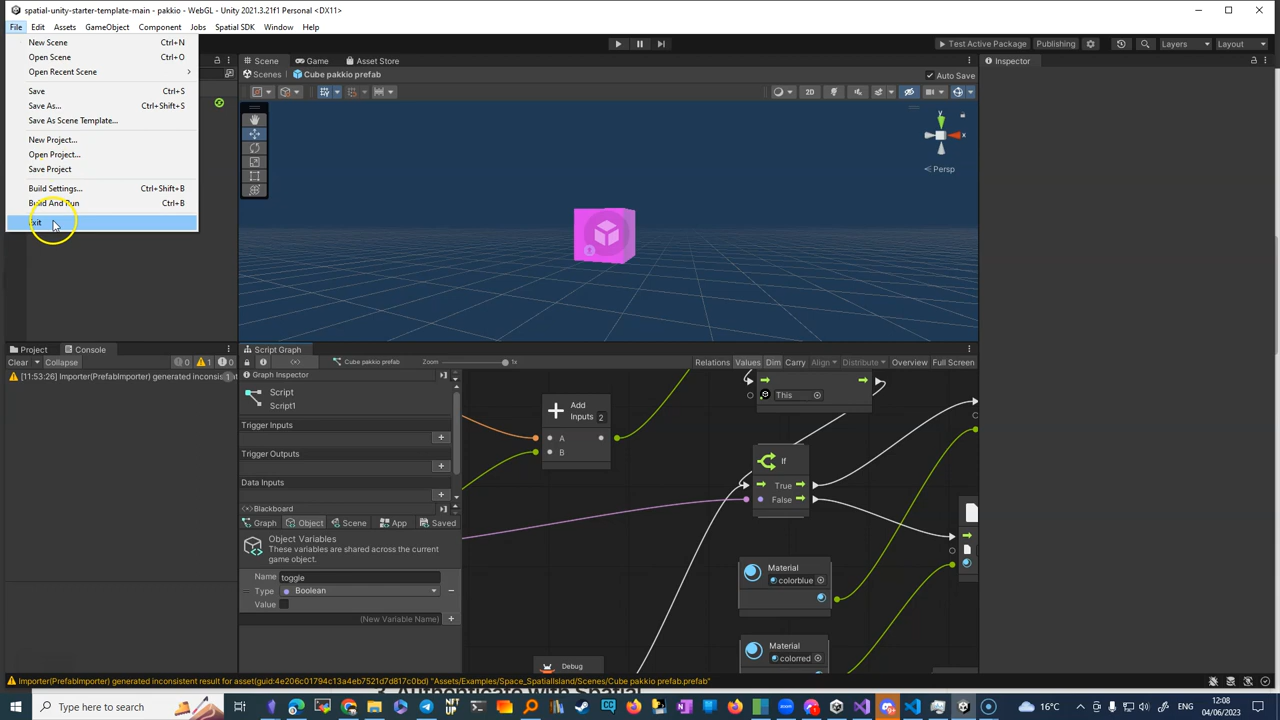 spatial-unity-starter-template-main - pakkio - WebGL - Unity 2021.3.21f1 Personal <DX11>
File Edit Assets GameObject Component Jobs Spatial SDK Window Help
New Scene Ctrl+N
Open Scene Ctrl+O
Open Recent Scene
Save Ctrl+S
Save As... Ctrl+Shift+S
Save As Scene Template...
New Project...
Open Project...
Save Project
Build Settings... Ctrl+Shift+B
Build And Run Ctrl+B
Exit
Test Active Package Publishing Layers Layout
Scene Game Asset Store
Scenes Cube pakkio prefab
Auto Save
2D
y
x
Persp
Inspector
Project Console
Clear Collapse 0 1 0
[11:53:26] Importer(PrefabImporter) generated inconsist 1
Script Graph
Cube pakkio prefab Zoom 1x
Relations Values Dim Carry Align Distribute Overview Full Screen
Graph Inspector
Script
Script1
Trigger Inputs
Trigger Outputs
Data Inputs
Blackboard
Graph Object Scene App Saved
Object Variables
These variables are shared across the current
game object.
Name toggle
Type Boolean
Value
(New Variable Name)
Add
Inputs 2
A
B
This
If
True
False
Material
colorblue
Material
colorred
Debug
Importer(PrefabImporter) generated inconsistent result for asset(guid:4e206c01794c13a4eb71654d7d817c0bd) "Assets/Examples/Space_SpatialIsland/Scenes/Cube pakkio prefab.prefab"
Type here to search
16°C
12:08
04/06/2023